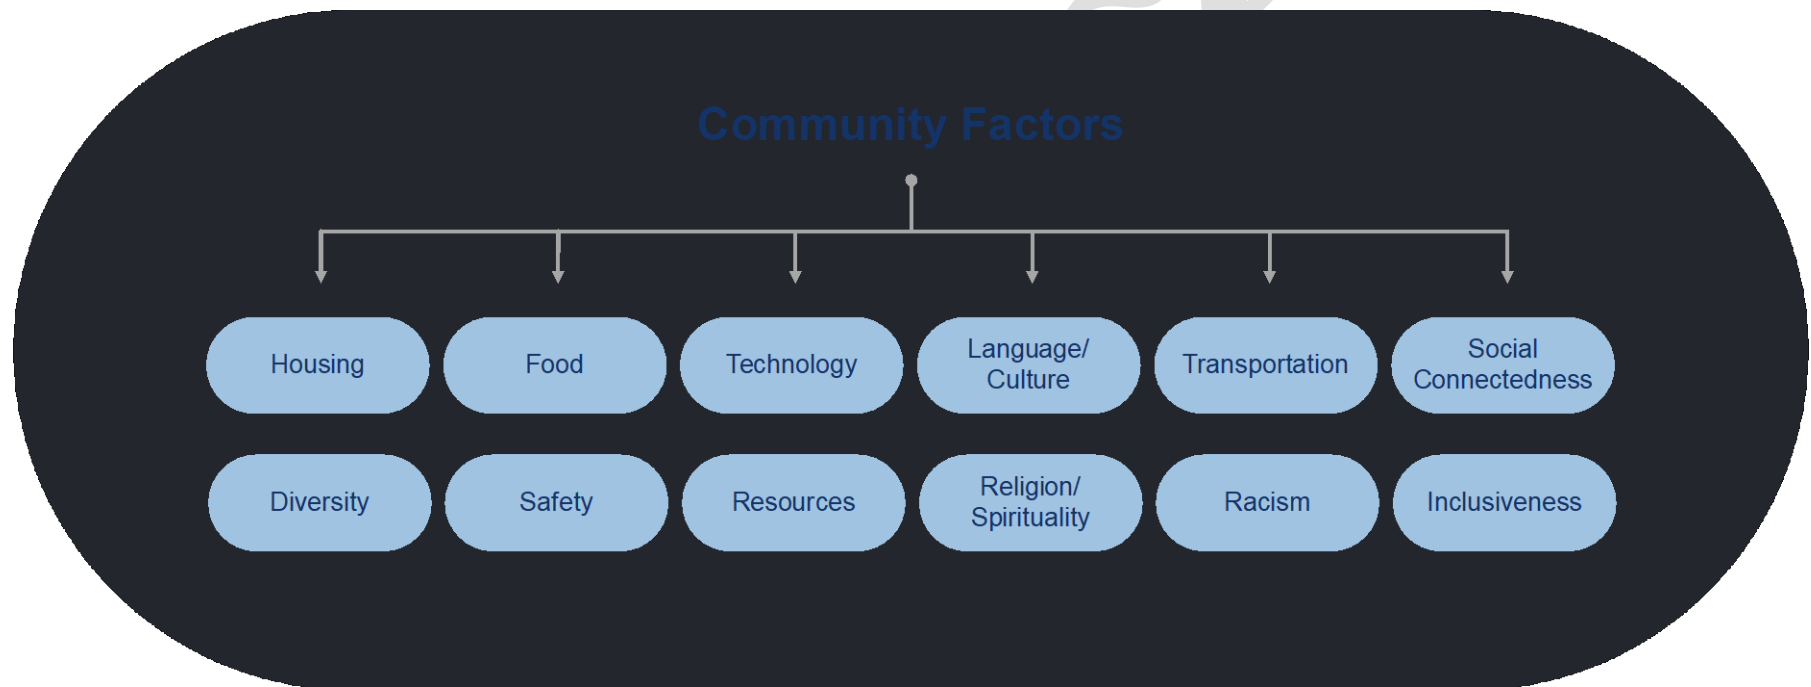 Community Factors
Housing
Food
Technology
Language/
Culture
Transportation
Social
Connectedness
Diversity
Safety
Resources
Religion/
Spirituality
Racism
Inclusiveness